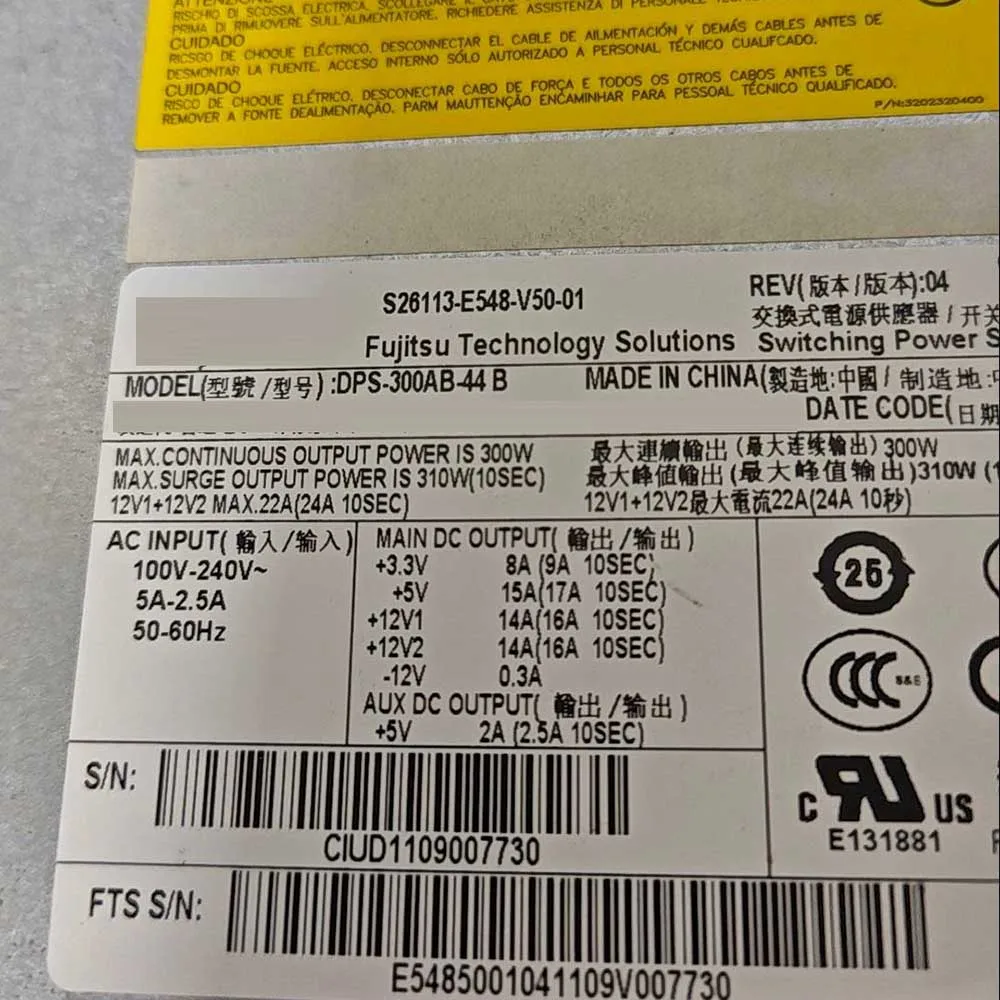 ATTENZIONE
RISCHIO DI SCOSSA ELETTRICA, SCOLLEGARE IL
PRIMA DI RIMUOVERE SULL'ALIMENTATORE. RICHIEDERE ASSISTENZA DI PERSONALE
CUIDADO
RICSGO DE CHOQUE ELÉCTRICO, DESCONNECTAR EL CABLE DE AILMENTACIÓN Y DEMÁS CABLES ANTES DE
DESMONTAR LA FUENTE. ACCESO INTERNO SÓLO AUTORIZADO A PERSONAL TÉCNICO CUALIFCADO.
CUIDADO
RISCO DE CHOQUE ELÉTRICO, DESCONECTAR CABO DE FORÇA E TODOS OS OTROS CABOS ANTES DE
REMOVER A FONTE DEALIMENTAÇÃO. PARM MAUTTENÇÃO ENCAMINHAR PARA PESSOAL TÉCNICO QUALIFICADO.
P/N:3202320400
S26113-E548-V50-01
REV(版本/版本):04
交換式電源供應器/开关
Fujitsu Technology Solutions Switching Power S
MODEL(型號/型号):DPS-300AB-44 B MADE IN CHINA(製造地:中國/制造地:
DATE CODE(日期
MAX.CONTINUOUS OUTPUT POWER IS 300W 最大連續輸出(最大连续输出)300W
MAX.SURGE OUTPUT POWER IS 310W(10SEC) 最大峰值輸出(最大峰值输出)310W
12V1+12V2 MAX.22A(24A 10SEC) 12V1+12V2最大電流22A(24A 10秒)
AC INPUT(輸入/输入)
100V-240V~
5A-2.5A
50-60Hz
MAIN DC OUTPUT(輸出/输出)
+3.3V 8A (9A 10SEC)
+5V 15A(17A 10SEC)
+12V1 14A(16A 10SEC)
+12V2 14A(16A 10SEC)
-12V 0.3A
AUX DC OUTPUT(輸出/输出)
+5V 2A (2.5A 10SEC)
25
CCC S&E
C RU US
E131881
S/N:
CIUD1109007730
FTS S/N:
E5485001041109V007730